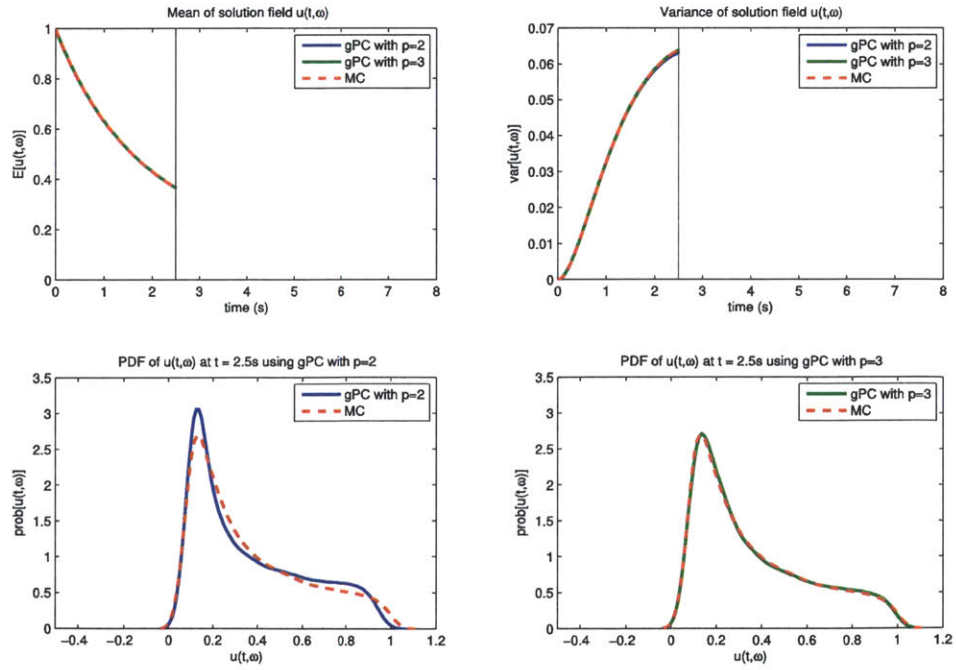 Mean of solution field u(t,ω)
1
0.8
0.6
0.4
0.2
0
E[u(t,ω)]
gPC with p=2
gPC with p=3
MC
0 1 2 3 4 5 6 7 8
time (s)
Variance of solution field u(t,ω)
0.07
0.06
0.05
0.04
0.03
0.02
0.01
0
var[u(t,ω)]
gPC with p=2
gPC with p=3
MC
0 1 2 3 4 5 6 7 8
time (s)
PDF of u(t,ω) at t = 2.5s using gPC with p=2
3.5
3
2.5
2
1.5
1
0.5
0
prob[u(t,ω)]
gPC with p=2
MC
−0.4 −0.2 0 0.2 0.4 0.6 0.8 1 1.2
u(t,ω)
PDF of u(t,ω) at t = 2.5s using gPC with p=3
3.5
3
2.5
2
1.5
1
0.5
0
prob[u(t,ω)]
gPC with p=3
MC
−0.4 −0.2 0 0.2 0.4 0.6 0.8 1 1.2
u(t,ω)